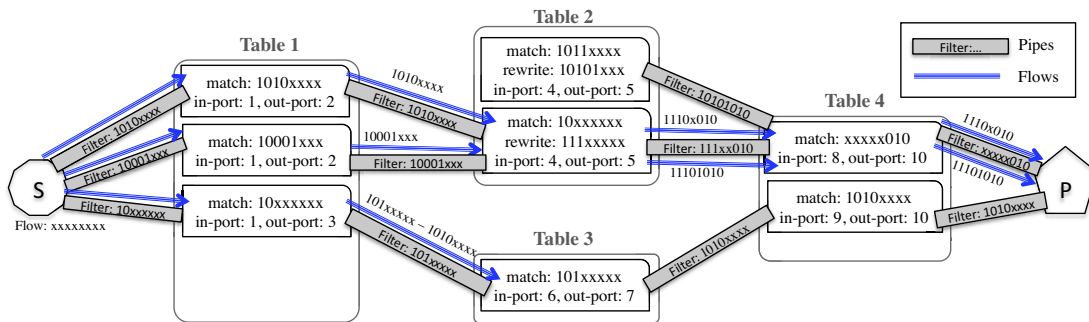 Table 1
Table 2
Table 3
Table 4
Filter:...
Pipes
Flows
S
Flow: xxxxxxxx
Filter: 1010xxxx
Filter: 10001xxx
Filter: 10xxxxxx
match: 1010xxxx
in-port: 1, out-port: 2
match: 10001xxx
in-port: 1, out-port: 2
match: 10xxxxxx
in-port: 1, out-port: 3
1010xxxx
Filter: 1010xxxx
10001xxx
Filter: 10001xxx
101xxxxx – 1010xxxx
Filter: 101xxxxx
match: 1011xxxx
rewrite: 10101xxx
in-port: 4, out-port: 5
match: 10xxxxxx
rewrite: 111xxxxx
in-port: 4, out-port: 5
match: 101xxxxx
in-port: 6, out-port: 7
Filter: 10101010
1110x010
Filter: 111xx010
11101010
Filter: 1010xxxx
match: xxxxx010
in-port: 8, out-port: 10
match: 1010xxxx
in-port: 9, out-port: 10
1110x010
Filter: xxxxx010
11101010
Filter: 1010xxxx
P